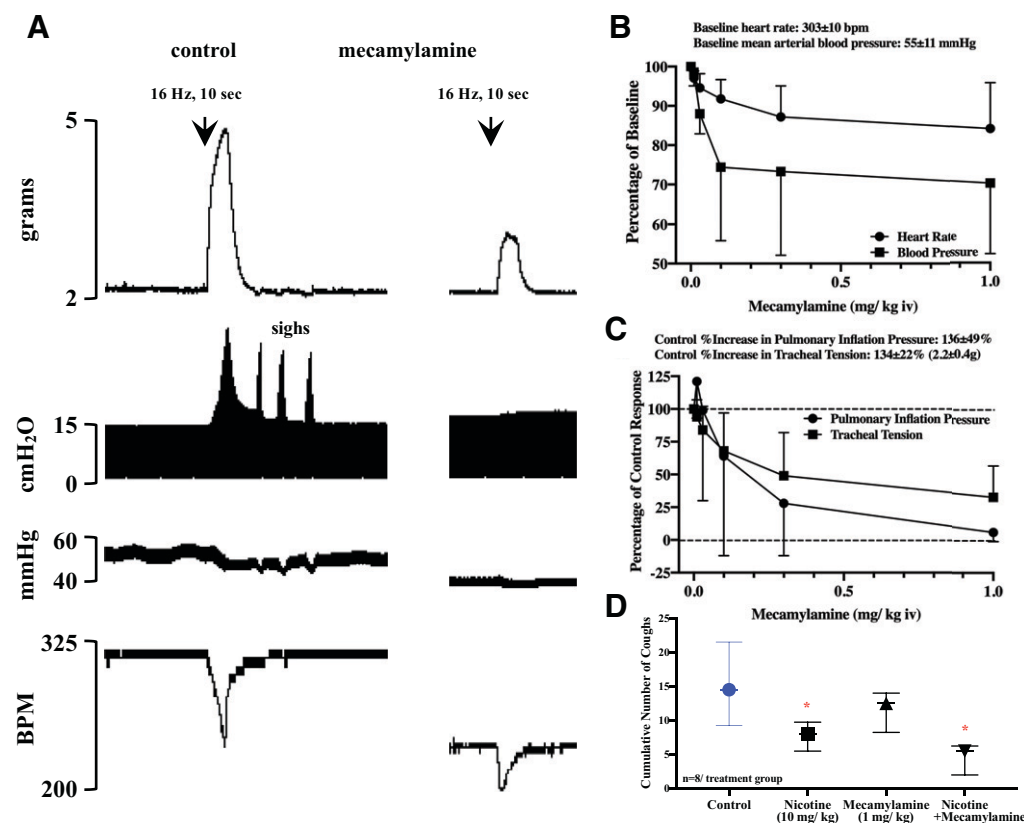 A
control
mecamylamine
16 Hz, 10 sec
16 Hz, 10 sec
5
grams
2
sighs
15
cmH₂O
0
60
mmHg
40
325
BPM
200
B
Baseline heart rate: 303±10 bpm
Baseline mean arterial blood pressure: 55±11 mmHg
100
90
80
70
60
50
Percentage of Baseline
Heart Rate
Blood Pressure
0.0
0.5
1.0
Mecamylamine (mg/ kg iv)
C
Control %Increase in Pulmonary Inflation Pressure: 136±49%
Control %Increase in Tracheal Tension: 134±22% (2.2±0.4g)
125
100
75
50
25
0
-25
Percentage of Control Response
Pulmonary Inflation Pressure
Tracheal Tension
0.0
0.5
1.0
Mecamylamine (mg/ kg iv)
D
25
20
15
10
5
0
Cumulative Number of Coughs
*
*
n=8/ treatment group
Control
Nicotine
(10 mg/ kg)
Mecamylamine
(1 mg/ kg)
Nicotine
+Mecamylamine